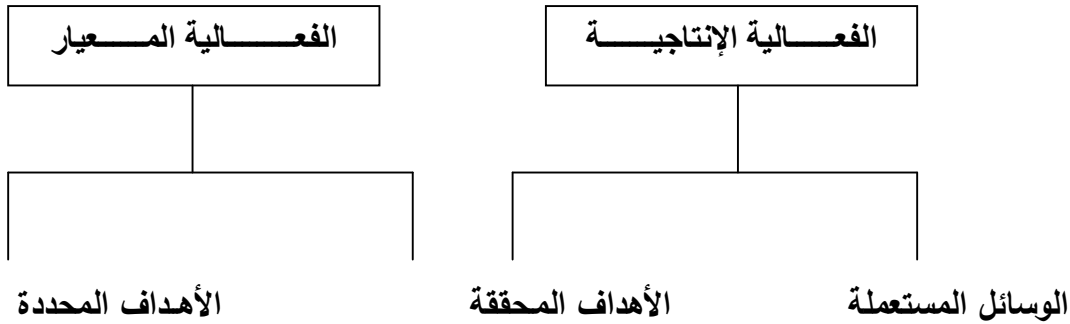 الفعالية الإنتاجية
الفعالية المعيار
الوسائل المستعملة
الأهداف المحققة
الأهداف المحددة